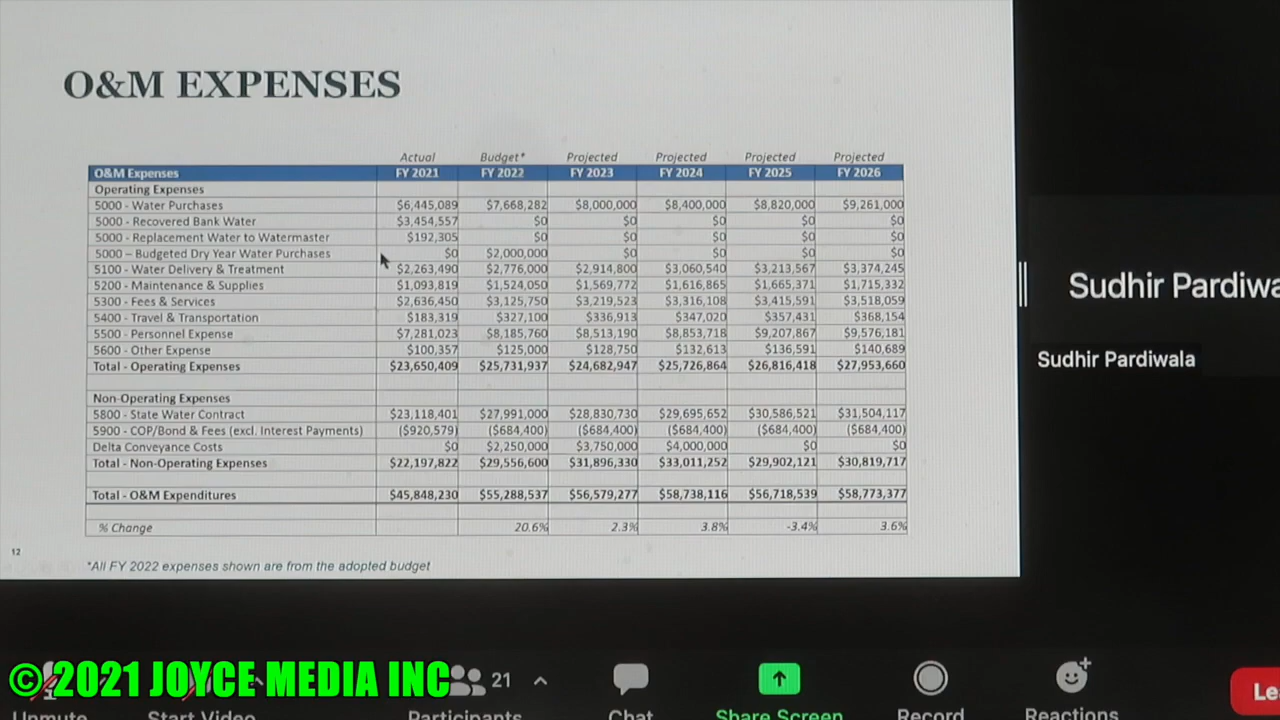 O&M EXPENSES
Actual Budget* Projected Projected Projected Projected
O&M Expenses FY 2021 FY 2022 FY 2023 FY 2024 FY 2025 FY 2026
Operating Expenses
5000 - Water Purchases $6,445,089 $7,668,282 $8,000,000 $8,400,000 $8,820,000 $9,261,000
5000 - Recovered Bank Water $3,454,557 $0 $0 $0 $0 $0
5000 - Replacement Water to Watermaster $192,305 $0 $0 $0 $0 $0
5000 – Budgeted Dry Year Water Purchases $0 $2,000,000 $0 $0 $0 $0
5100 - Water Delivery & Treatment $2,263,490 $2,776,000 $2,914,800 $3,060,540 $3,213,567 $3,374,245
5200 - Maintenance & Supplies $1,093,819 $1,524,050 $1,569,772 $1,616,865 $1,665,371 $1,715,332
5300 - Fees & Services $2,636,450 $3,125,750 $3,219,523 $3,316,108 $3,415,591 $3,518,059
5400 - Travel & Transportation $183,319 $327,100 $336,913 $347,020 $357,431 $368,154
5500 - Personnel Expense $7,281,023 $8,185,760 $8,513,190 $8,853,718 $9,207,867 $9,576,181
5600 - Other Expense $100,357 $125,000 $128,750 $132,613 $136,591 $140,689
Total - Operating Expenses $23,650,409 $25,731,937 $24,682,947 $25,726,864 $26,816,418 $27,953,660
Non-Operating Expenses
5800 - State Water Contract $23,118,401 $27,991,000 $28,830,730 $29,695,652 $30,586,521 $31,504,117
5900 - COP/Bond & Fees (excl. Interest Payments) ($920,579) ($684,400) ($684,400) ($684,400) ($684,400) ($684,400)
Delta Conveyance Costs $0 $2,250,000 $3,750,000 $4,000,000 $0 $0
Total - Non-Operating Expenses $22,197,822 $29,556,600 $31,896,330 $33,011,252 $29,902,121 $30,819,717
Total - O&M Expenditures $45,848,230 $55,288,537 $56,579,277 $58,738,116 $56,718,539 $58,773,377
% Change 20.6% 2.3% 3.8% -3.4% 3.6%
12
*All FY 2022 expenses shown are from the adopted budget
Sudhir Pardiwa
Sudhir Pardiwala
© 2021 JOYCE MEDIA INC
21
Unmute Start Video Participants Chat Share Screen Record Reactions Le